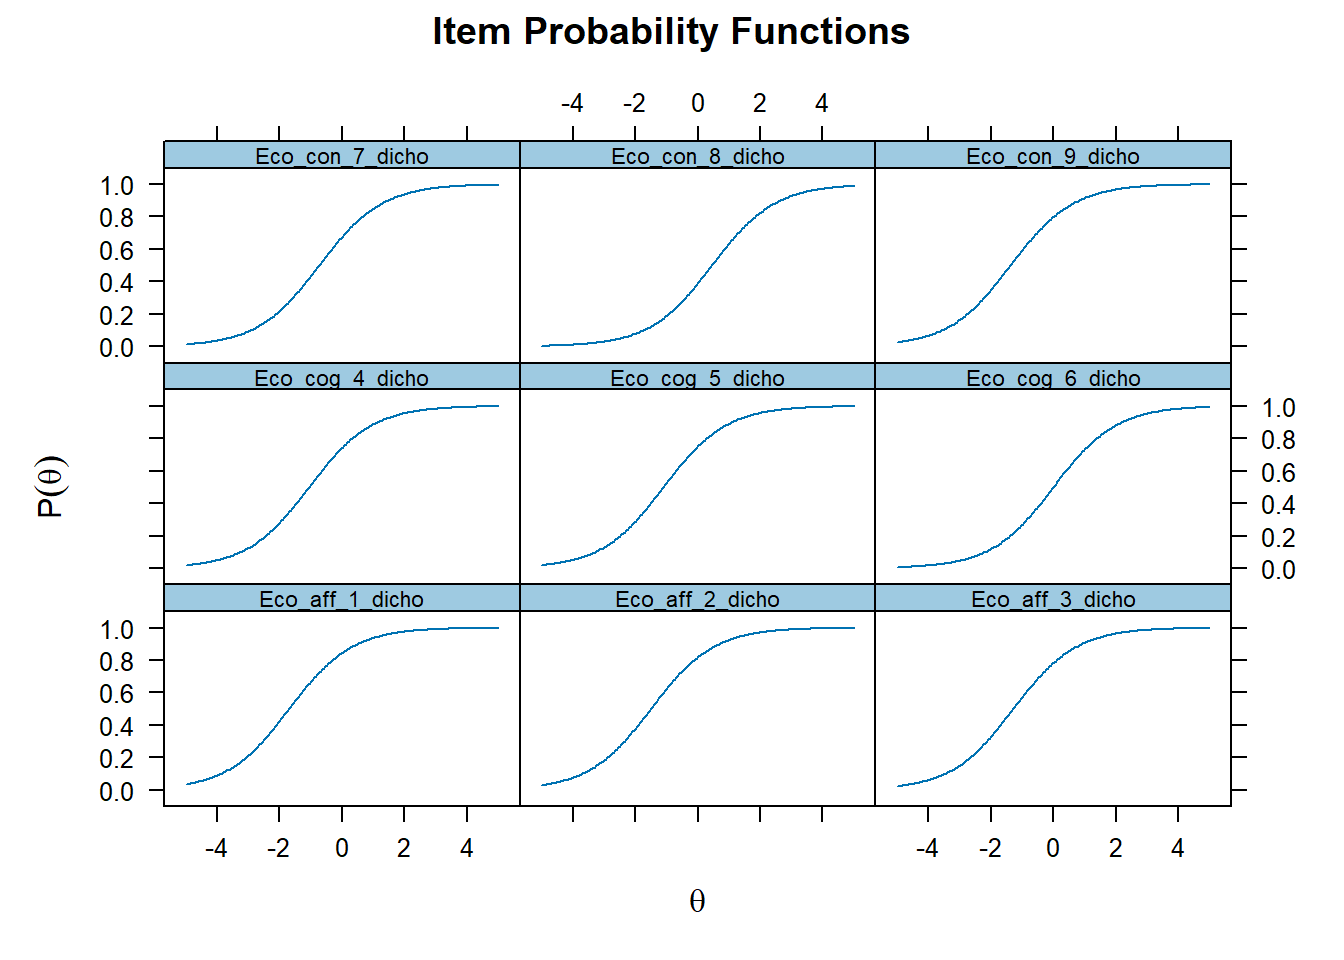 Item Probability Functions
-4 -2 0 2 4
Eco_con_7_dicho Eco_con_8_dicho Eco_con_9_dicho
1.0
0.8
0.6
0.4
0.2
0.0
Eco_cog_4_dicho Eco_cog_5_dicho Eco_cog_6_dicho
1.0
0.8
0.6
0.4
0.2
0.0
P(θ)
Eco_aff_1_dicho Eco_aff_2_dicho Eco_aff_3_dicho
1.0
0.8
0.6
0.4
0.2
0.0
-4 -2 0 2 4 -4 -2 0 2 4
θ